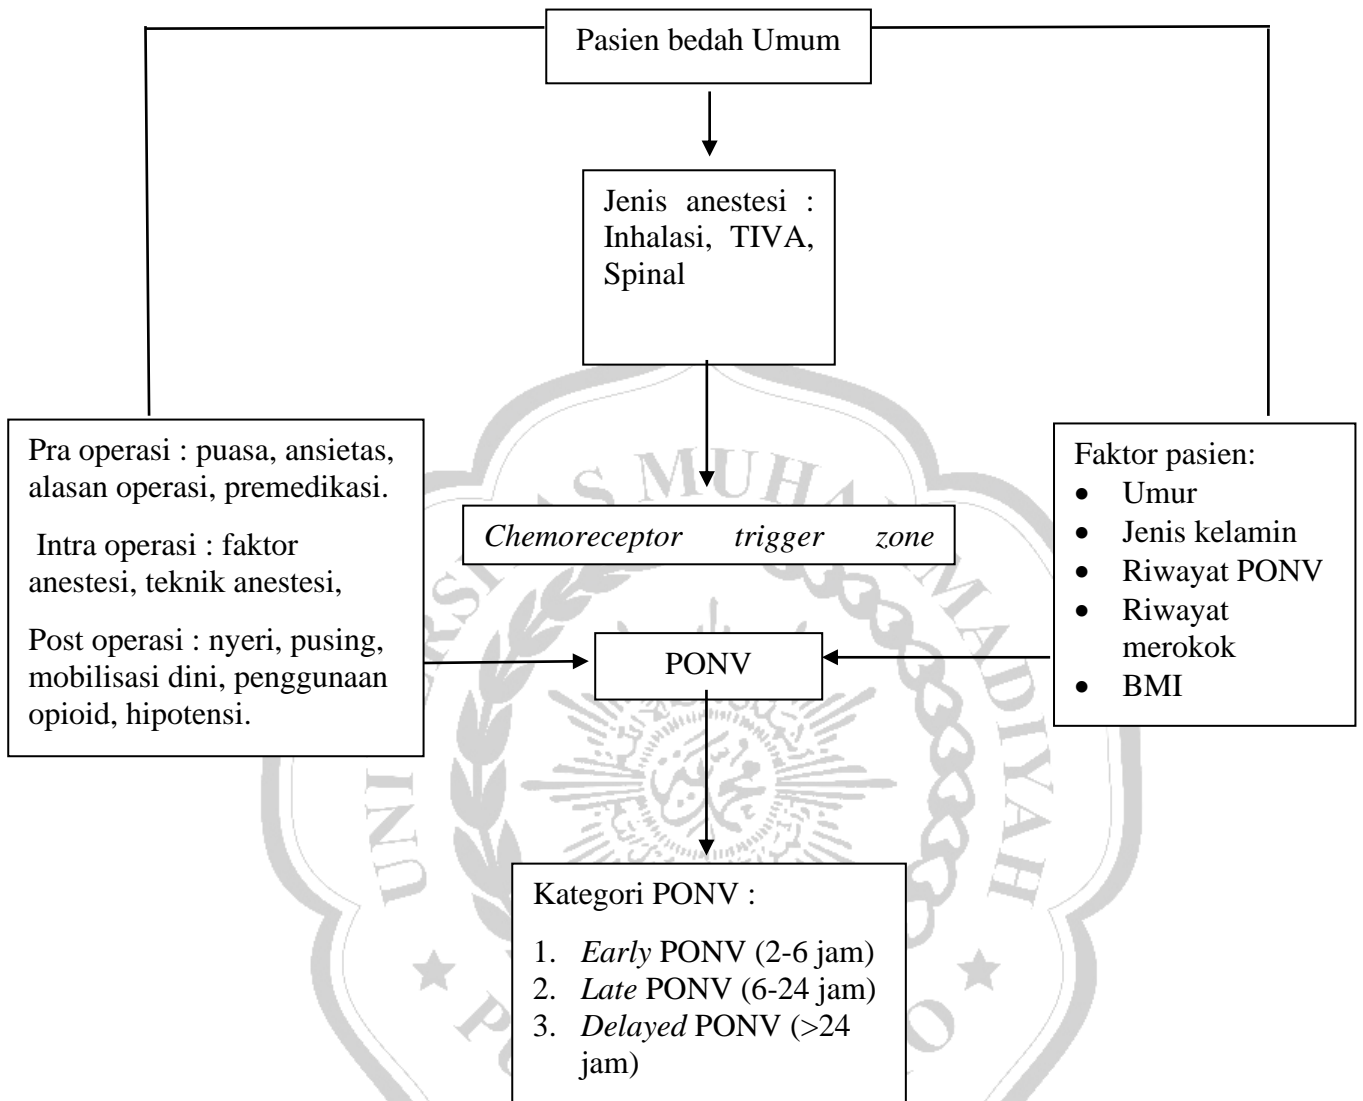 Pasien bedah Umum
Jenis anestesi :
Inhalasi, TIVA,
Spinal
Pra operasi : puasa, ansietas,
alasan operasi, premedikasi.
Intra operasi : faktor
anestesi, teknik anestesi,
Post operasi : nyeri, pusing,
mobilisasi dini, penggunaan
opioid, hipotensi.
Chemoreceptor trigger zone
PONV
Faktor pasien:
• Umur
• Jenis kelamin
• Riwayat PONV
• Riwayat
merokok
• BMI
Kategori PONV :
1. Early PONV (2-6 jam)
2. Late PONV (6-24 jam)
3. Delayed PONV (>24
jam)